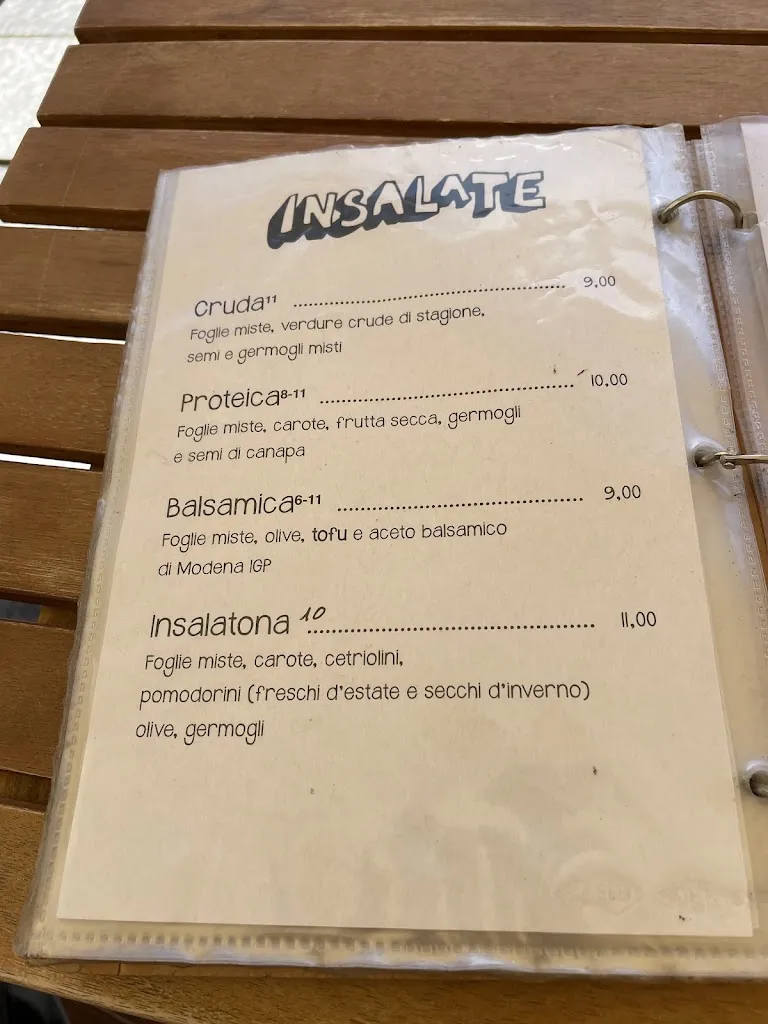 INSALATE
Cruda¹¹ ........................................................ 9,00
Foglie miste, verdure crude di stagione,
semi e germogli misti
Proteica⁸⁻¹¹ .................................................... 10,00
Foglie miste, carote, frutta secca, germogli
e semi di canapa
Balsamica⁶⁻¹¹ ................................................ 9,00
Foglie miste, olive, tofu e aceto balsamico
di Modena IGP
Insalatona 10 ................................................ 11,00
Foglie miste, carote, cetriolini,
pomodorini (freschi d'estate e secchi d'inverno)
olive, germogli